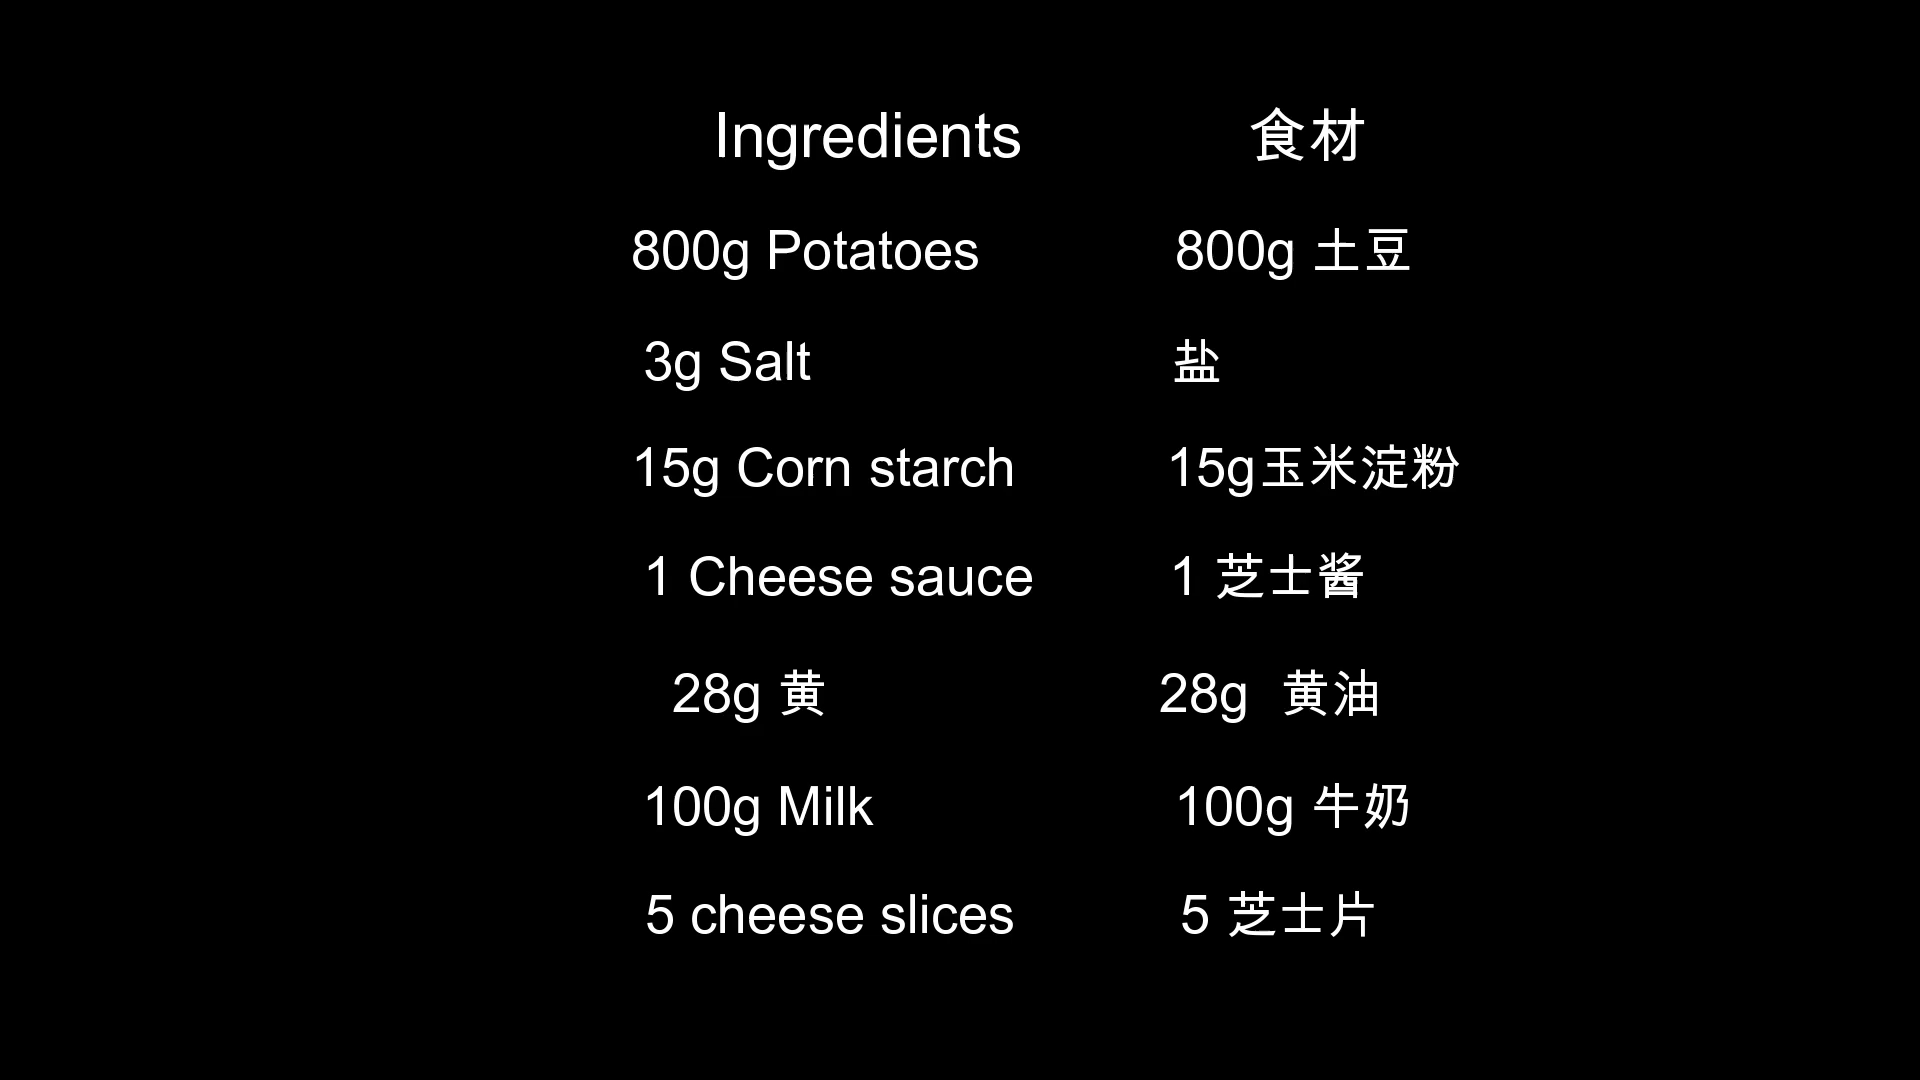 Ingredients 食材
800g Potatoes 800g 土豆
3g Salt 盐
15g Corn starch 15g玉米淀粉
1 Cheese sauce 1 芝士酱
28g 黄 28g 黄油
100g Milk 100g 牛奶
5 cheese slices 5 芝士片